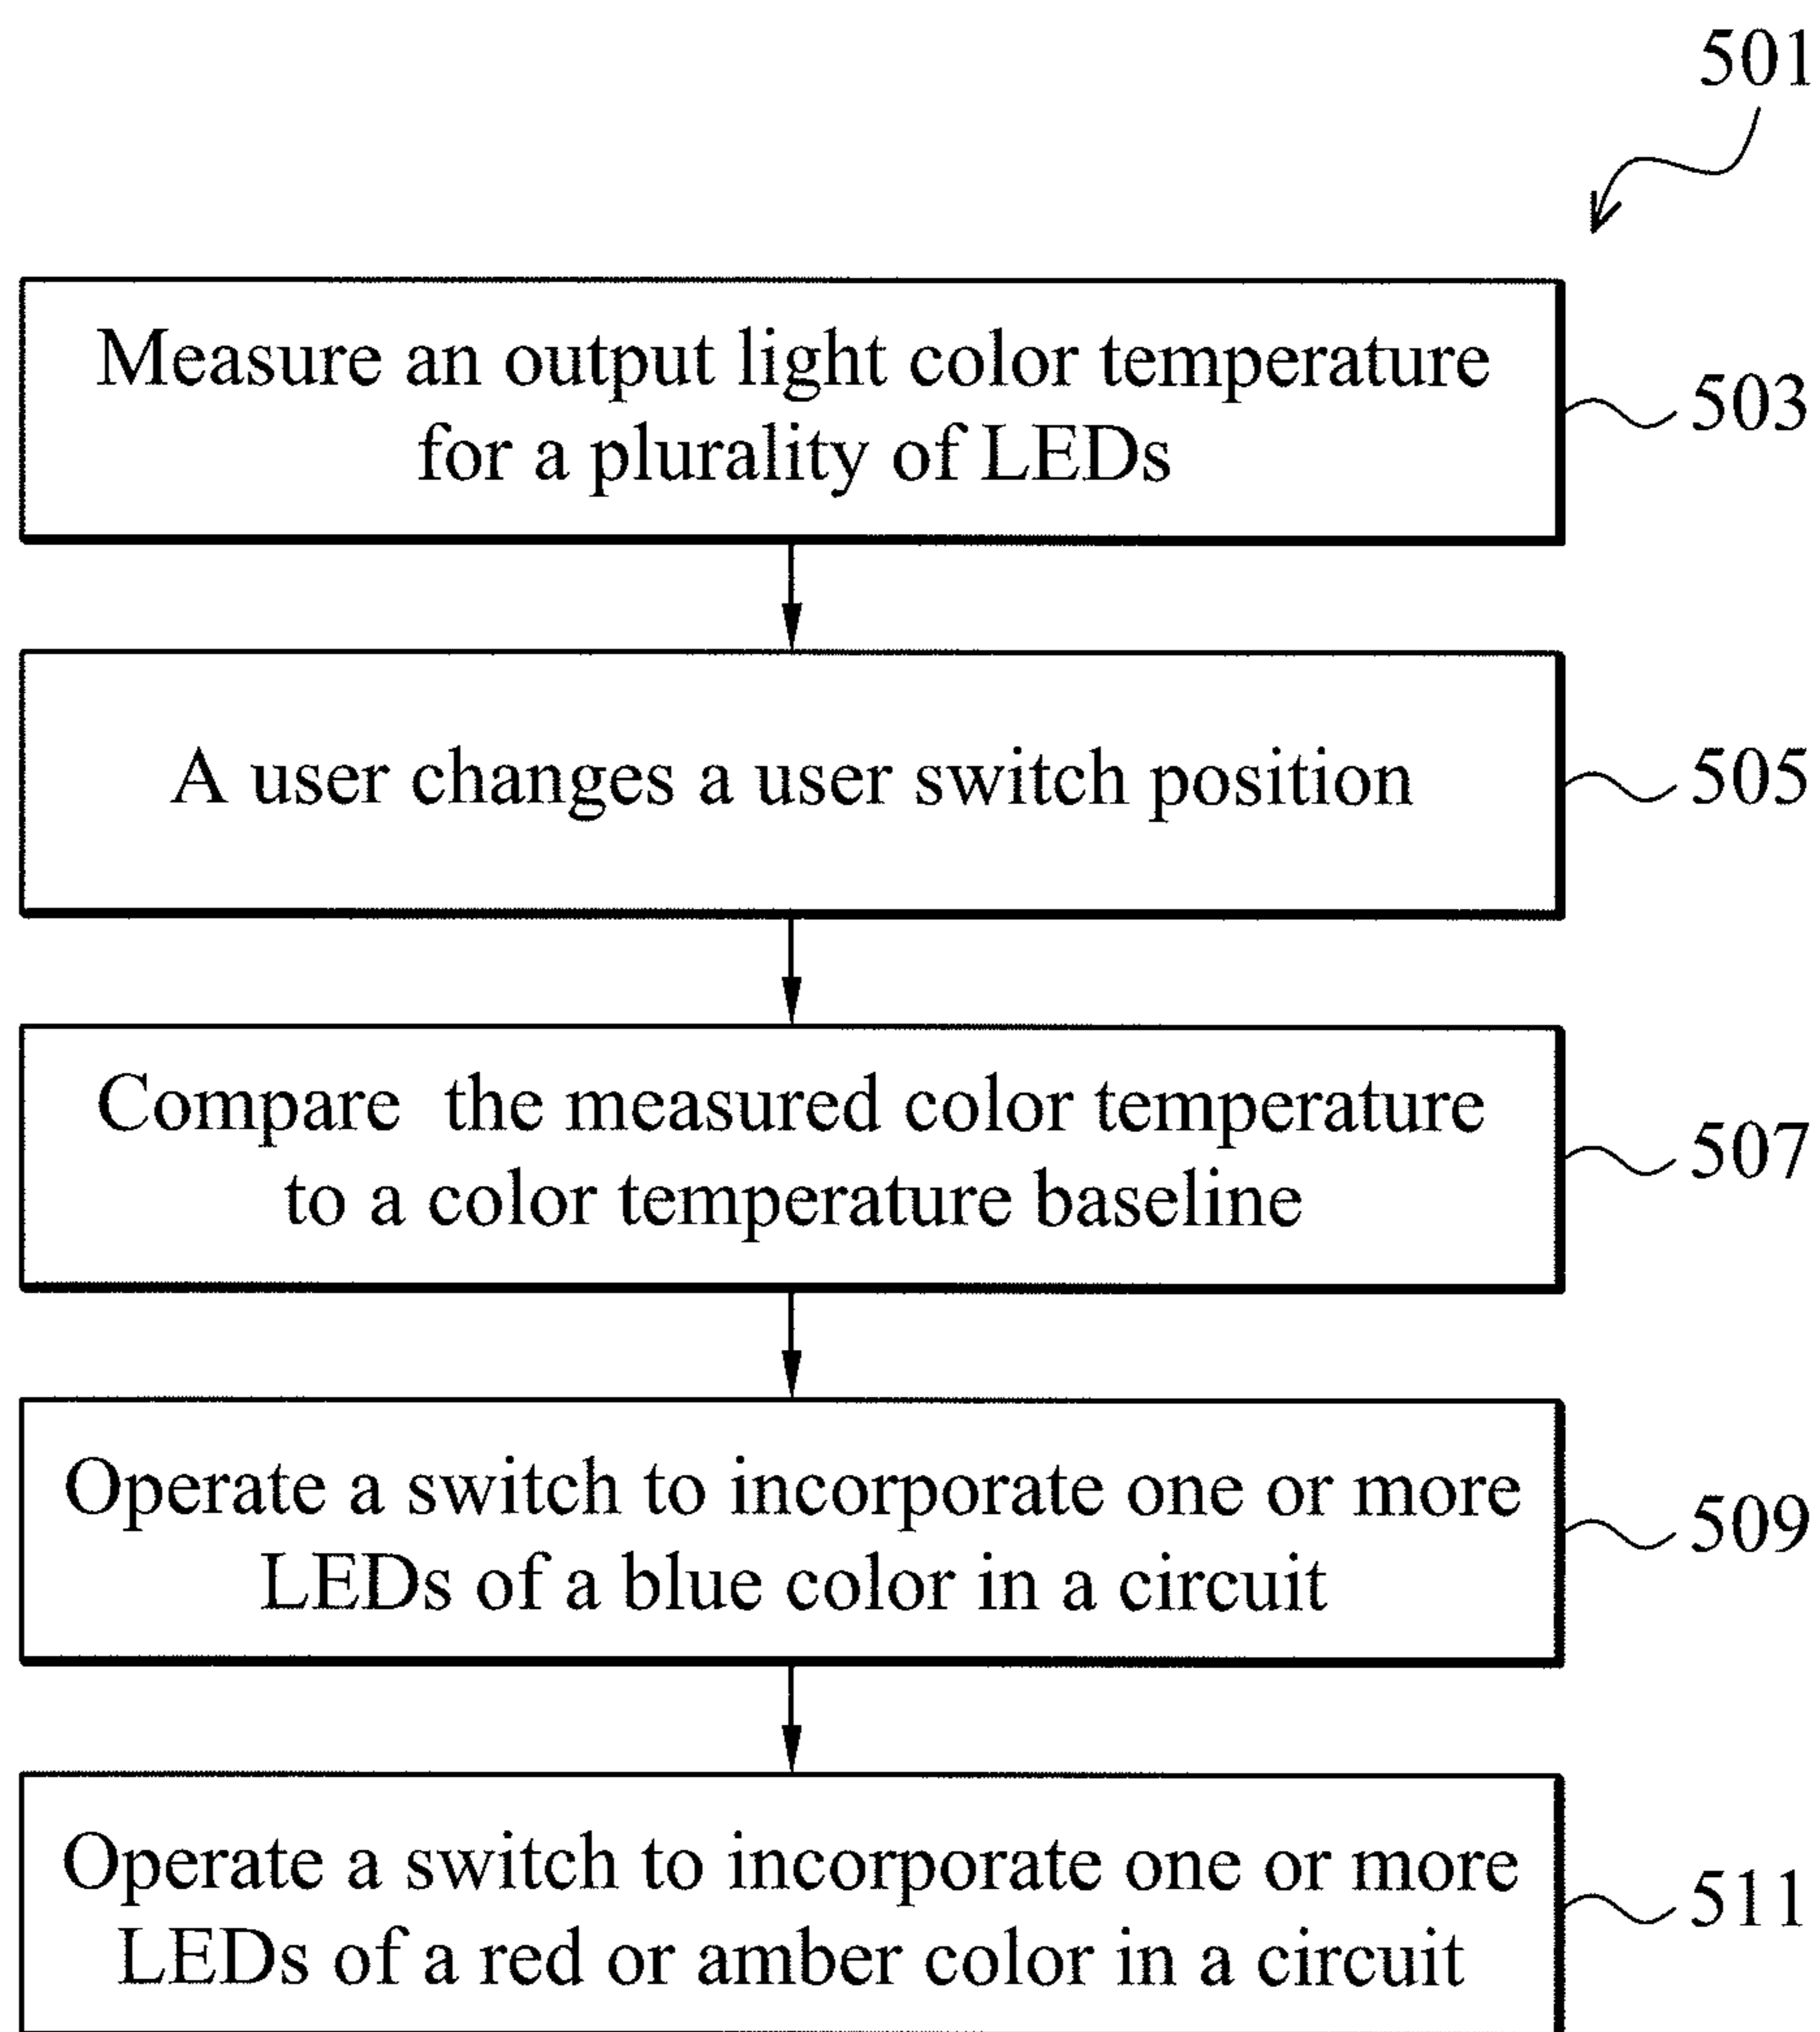 501
Measure an output light color temperature
for a plurality of LEDs
503
A user changes a user switch position
505
Compare the measured color temperature
to a color temperature baseline
507
Operate a switch to incorporate one or more
LEDs of a blue color in a circuit
509
Operate a switch to incorporate one or more
LEDs of a red or amber color in a circuit
511